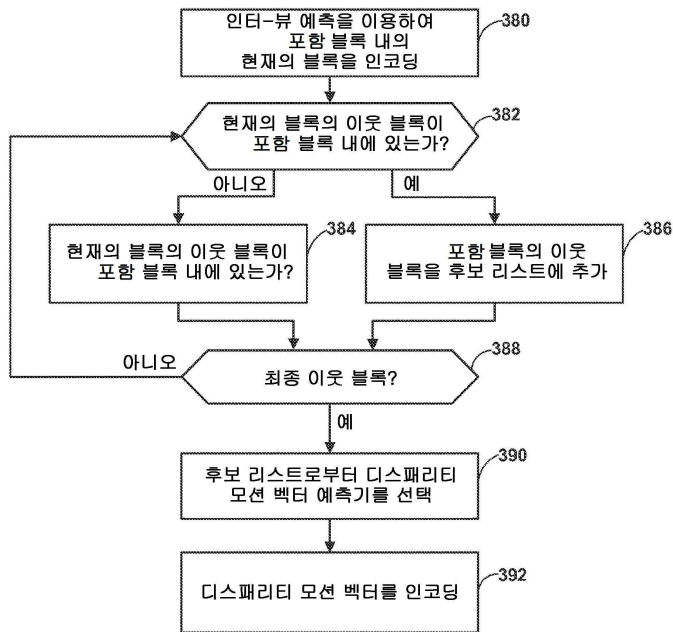 인터-뷰 예측을 이용하여
포함 블록 내의
현재의 블록을 인코딩
380
현재의 블록의 이웃 블록이
포함 블록 내에 있는가?
382
아니오
예
현재의 블록의 이웃 블록이
포함 블록 내에 있는가?
384
포함 블록의 이웃
블록을 후보 리스트에 추가
386
아니오
최종 이웃 블록?
388
예
후보 리스트로부터 디스패리티
모션 벡터 예측기를 선택
390
디스패리티 모션 벡터를 인코딩
392